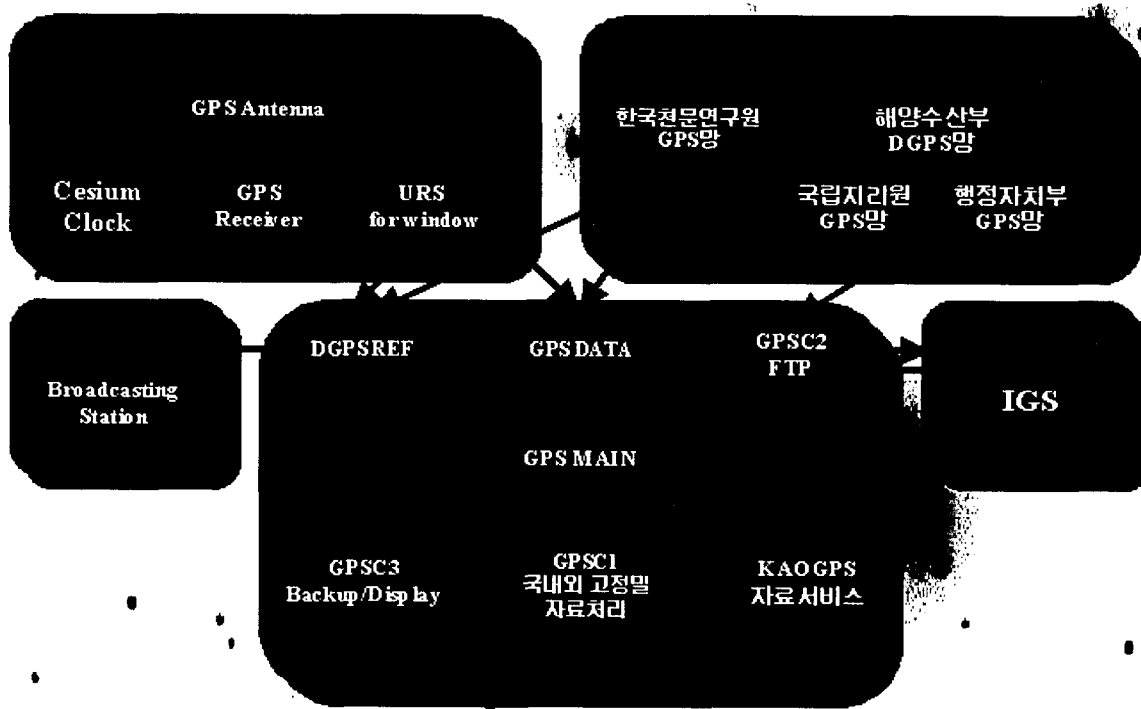 GPS Antenna
Cesium
Clock
GPS
Receiver
URS
for window
한국천문연구원
GPS망
해양수산부
DGPS망
국립지리원
GPS망
행정자치부
GPS망
Broadcasting
Station
DGPSREF
GPSDATA
GPSC2
FTP
IGS
GPS MAIN
GPSC3
Backup/Display
GPSC1
국내외 고정밀
자료처리
KAOGPS
자료서비스